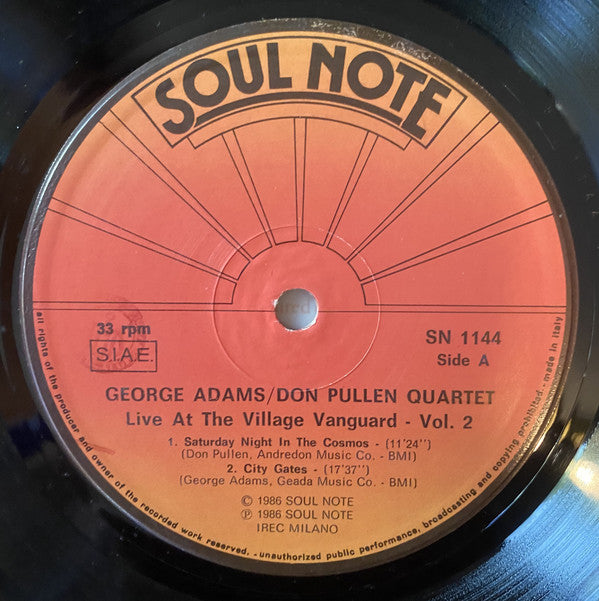 SOUL NOTE
33 rpm
S.I.A.E.
SN 1144
Side A
GEORGE ADAMS/DON PULLEN QUARTET
Live At The Village Vanguard - Vol. 2
1. Saturday Night In The Cosmos - (11'24'')
(Don Pullen, Andredon Music Co. - BMI)
2. City Gates - (17'37'')
(George Adams, Geada Music Co. - BMI)
© 1986 SOUL NOTE
℗ 1986 SOUL NOTE
IREC MILANO
all rights of the producer and owner of the recorded work reserved. - unauthorized public performance, broadcasting and copying prohibited. - made in Italy